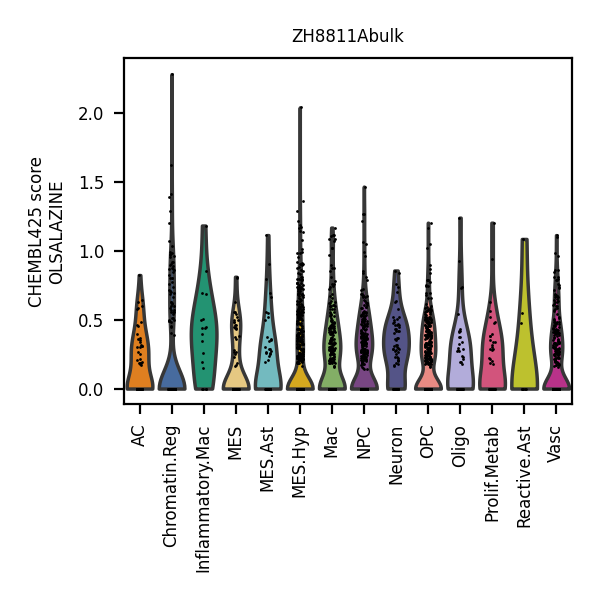 ZH8811Abulk
CHEMBL425 score
OLSALAZINE
2.0
1.5
1.0
0.5
0.0
AC
Chromatin.Reg
Inflammatory.Mac
MES
MES.Ast
MES.Hyp
Mac
NPC
Neuron
OPC
Oligo
Prolif.Metab
Reactive.Ast
Vasc